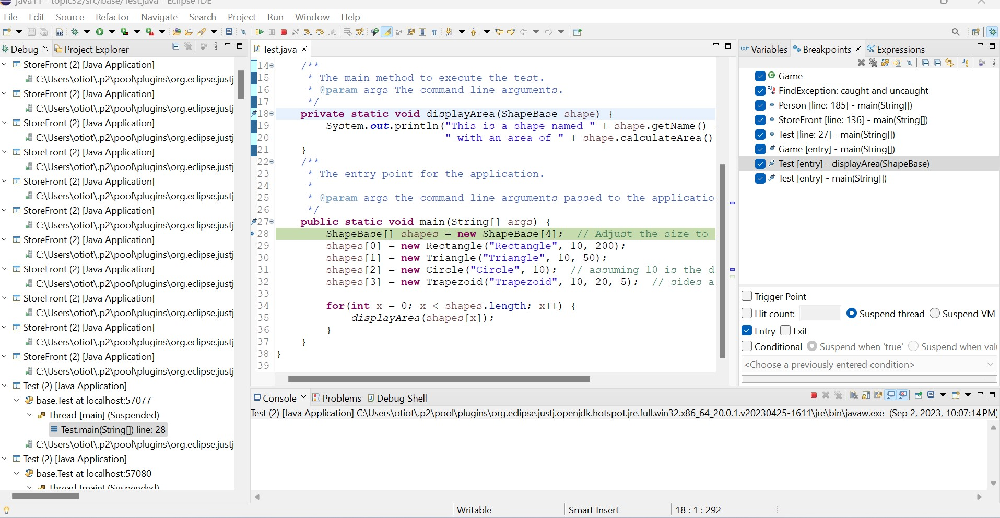 java11 - topic32/src/base/Test.java - Eclipse IDE
File Edit Source Refactor Navigate Search Project Run Window Help
Debug Project Explorer
StoreFront (2) [Java Application]
C:\Users\otiot\.p2\pool\plugins\org.eclipse.justj
StoreFront (2) [Java Application]
C:\Users\otiot\.p2\pool\plugins\org.eclipse.justj
StoreFront (2) [Java Application]
C:\Users\otiot\.p2\pool\plugins\org.eclipse.justj
StoreFront (2) [Java Application]
C:\Users\otiot\.p2\pool\plugins\org.eclipse.justj
StoreFront (2) [Java Application]
C:\Users\otiot\.p2\pool\plugins\org.eclipse.justj
StoreFront (2) [Java Application]
C:\Users\otiot\.p2\pool\plugins\org.eclipse.justj
StoreFront (2) [Java Application]
C:\Users\otiot\.p2\pool\plugins\org.eclipse.justj
StoreFront (2) [Java Application]
C:\Users\otiot\.p2\pool\plugins\org.eclipse.justj
StoreFront (2) [Java Application]
C:\Users\otiot\.p2\pool\plugins\org.eclipse.justj
StoreFront (2) [Java Application]
C:\Users\otiot\.p2\pool\plugins\org.eclipse.justj
StoreFront (2) [Java Application]
C:\Users\otiot\.p2\pool\plugins\org.eclipse.justj
Test (2) [Java Application]
base.Test at localhost:57077
Thread [main] (Suspended)
Test.main(String[]) line: 28
C:\Users\otiot\.p2\pool\plugins\org.eclipse.justj
Test (2) [Java Application]
base.Test at localhost:57080
Thread [main] (Suspended)
Test.java
14 /**
15 * The main method to execute the test.
16 * @param args The command line arguments.
17 */
18 private static void displayArea(ShapeBase shape) {
19 System.out.println("This is a shape named " + shape.getName()
20 " with an area of " + shape.calculateArea()
21 }
22 /**
23 * The entry point for the application.
24 *
25 * @param args the command line arguments passed to the applicatio
26 */
27 public static void main(String[] args) {
28 ShapeBase[] shapes = new ShapeBase[4]; // Adjust the size to
29 shapes[0] = new Rectangle("Rectangle", 10, 200);
30 shapes[1] = new Triangle("Triangle", 10, 50);
31 shapes[2] = new Circle("Circle", 10); // assuming 10 is the d
32 shapes[3] = new Trapezoid("Trapezoid", 10, 20, 5); // sides a
33
34 for(int x = 0; x < shapes.length; x++) {
35 displayArea(shapes[x]);
36 }
37 }
38 }
39
Variables Breakpoints Expressions
Game
FindException: caught and uncaught
Person [line: 185] - main(String[])
StoreFront [line: 136] - main(String[])
Test [line: 27] - main(String[])
Game [entry] - main(String[])
Test [entry] - displayArea(ShapeBase)
Test [entry] - main(String[])
Trigger Point
Hit count: Suspend thread Suspend VM
Entry Exit
Conditional Suspend when 'true' Suspend when val
<Choose a previously entered condition>
Console Problems Debug Shell
Test (2) [Java Application] C:\Users\otiot\.p2\pool\plugins\org.eclipse.justj.openjdk.hotspot.jre.full.win32.x86_64_20.0.1.v20230425-1611\jre\bin\javaw.exe (Sep 2, 2023, 10:07:14 PM)
Writable Smart Insert 18 : 1 : 292